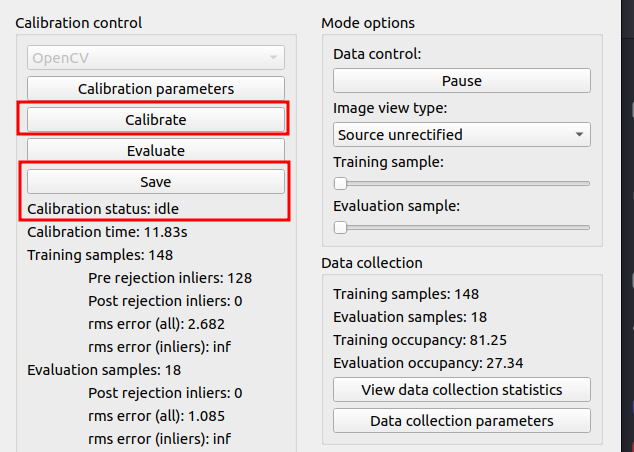 Calibration control
OpenCV
Calibration parameters
Calibrate
Evaluate
Save
Calibration status: idle
Calibration time: 11.83s
Training samples: 148
Pre rejection inliers: 128
Post rejection inliers: 0
rms error (all): 2.682
rms error (inliers): inf
Evaluation samples: 18
Post rejection inliers: 0
rms error (all): 1.085
rms error (inliers): inf
Mode options
Data control:
Pause
Image view type:
Source unrectified
Training sample:
Evaluation sample:
Data collection
Training samples: 148
Evaluation samples: 18
Training occupancy: 81.25
Evaluation occupancy: 27.34
View data collection statistics
Data collection parameters